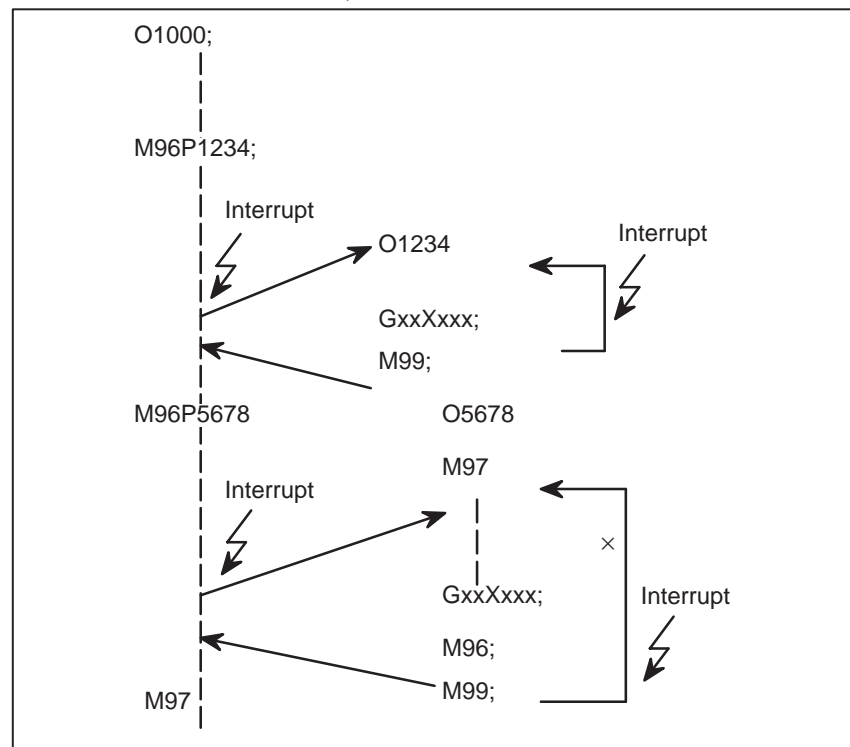 O1000;
M96P1234;
Interrupt
O1234
Interrupt
GxxXxxx;
M99;
M96P5678
O5678
M97
Interrupt
×
GxxXxxx;
Interrupt
M96;
M99;
M97